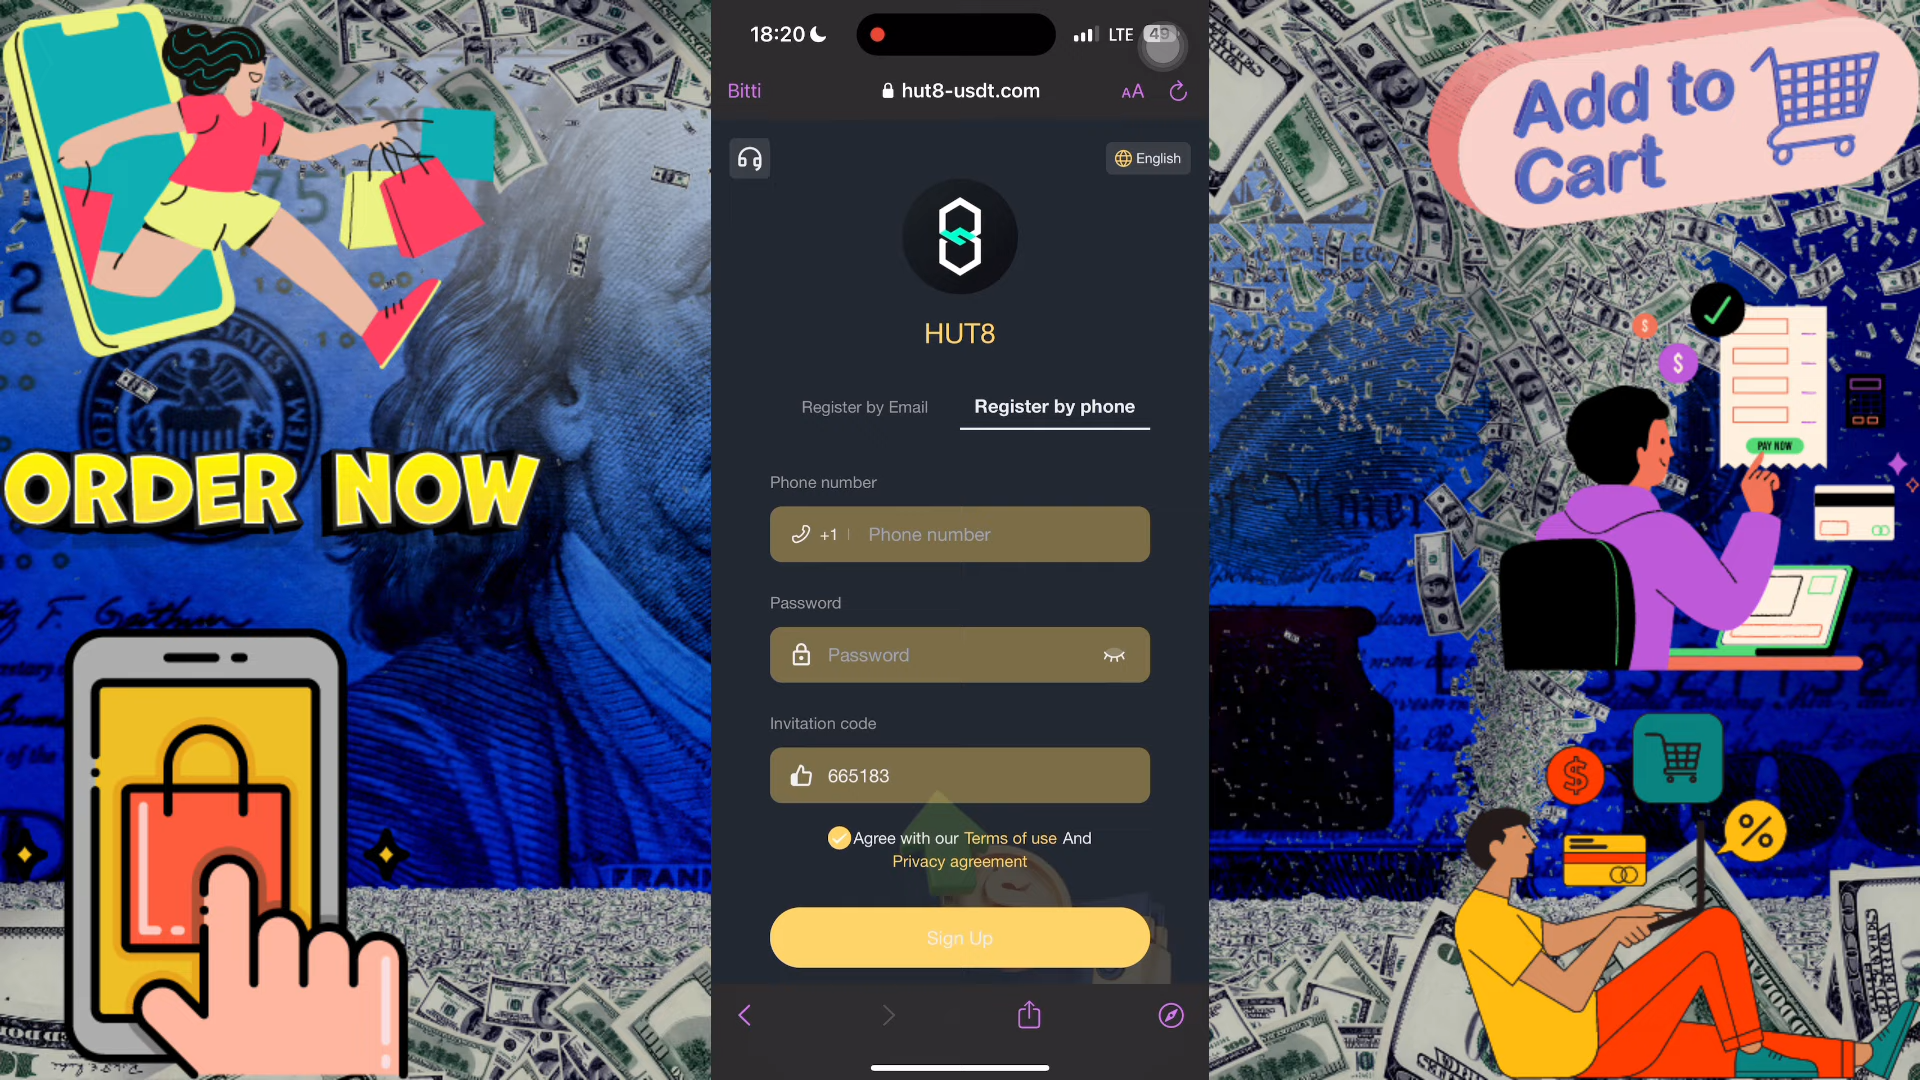 18:20
LTE
49
Bitti
hut8-usdt.com
AA
English
HUT8
Register by Email
Register by phone
Phone number
+1
Phone number
Password
Password
Invitation code
665183
Agree with our Terms of use And
Privacy agreement
Sign Up
ORDER NOW
Add to
Cart
PAY NOW